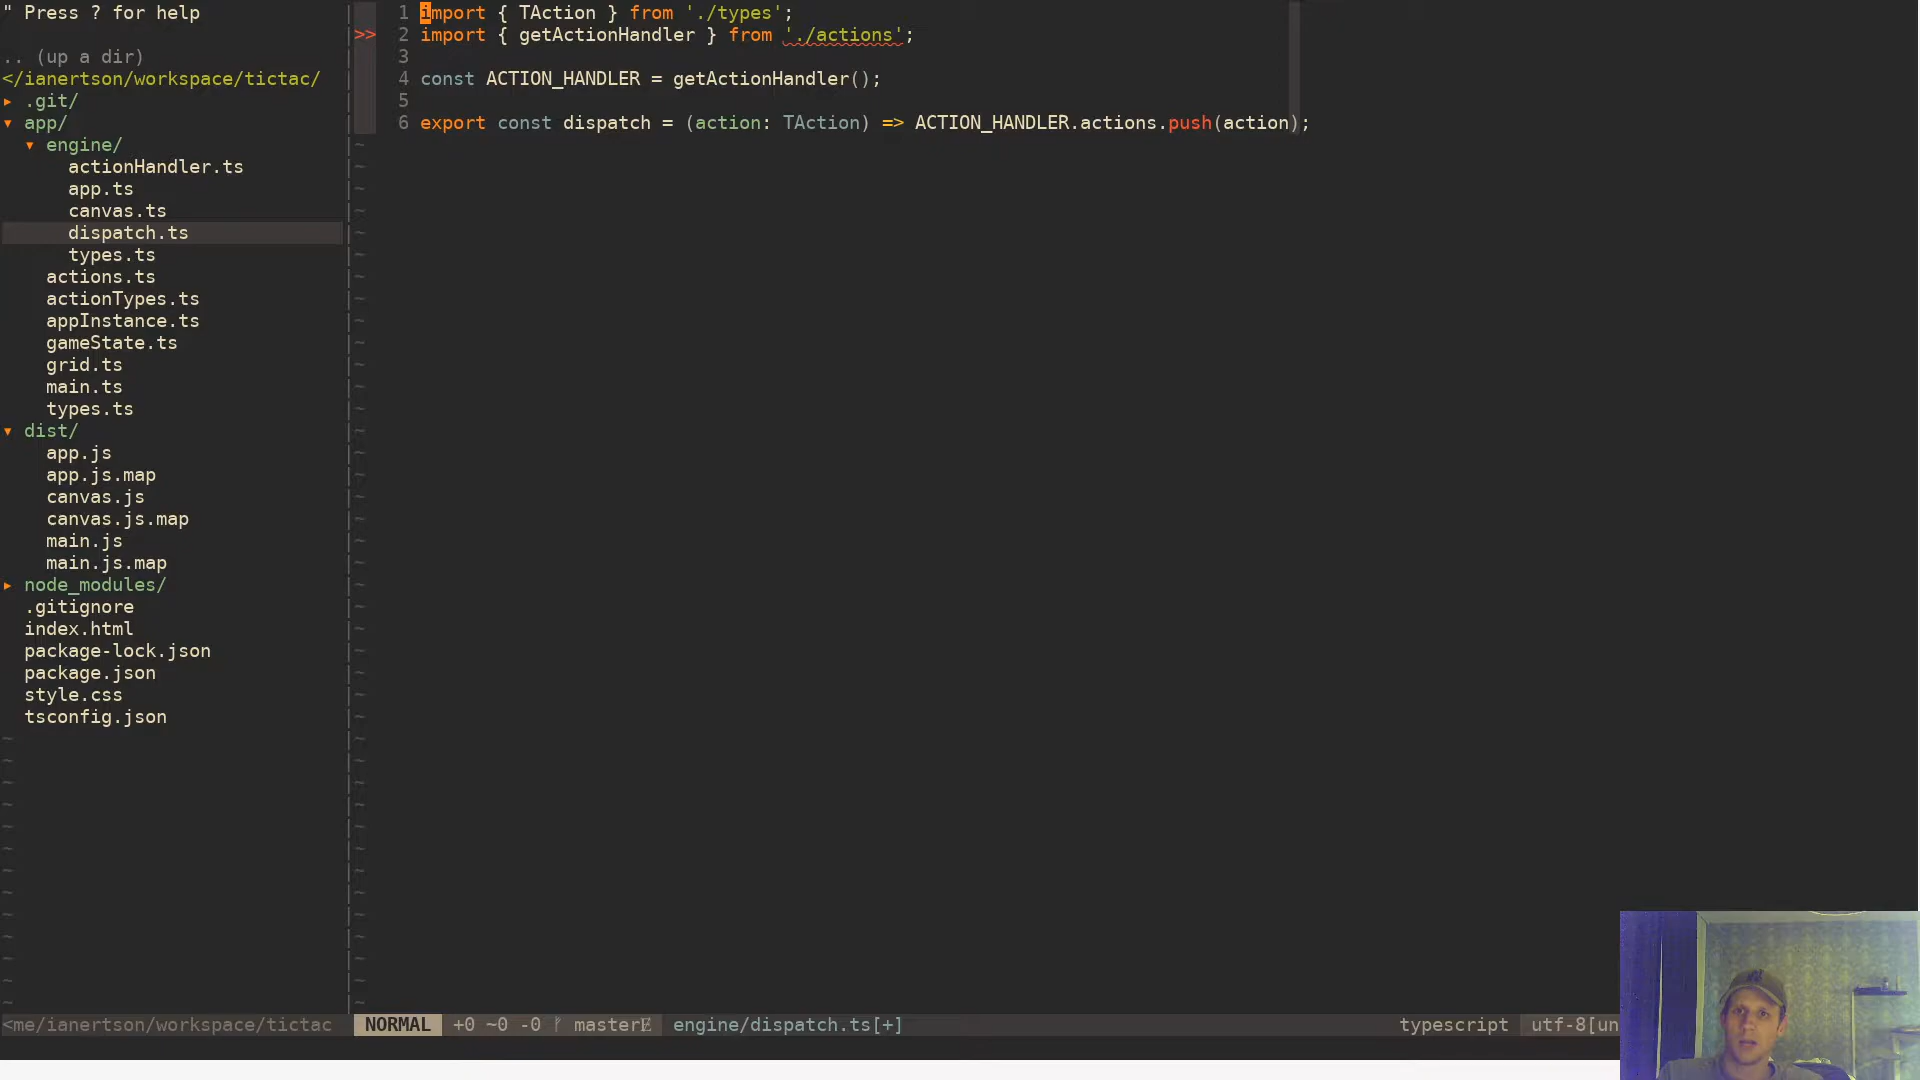 " Press ? for help
.. (up a dir)
</ianertson/workspace/tictac/
▸ .git/
▾ app/
▾ engine/
actionHandler.ts
app.ts
canvas.ts
dispatch.ts
types.ts
actions.ts
actionTypes.ts
appInstance.ts
gameState.ts
grid.ts
main.ts
types.ts
▾ dist/
app.js
app.js.map
canvas.js
canvas.js.map
main.js
main.js.map
▸ node_modules/
.gitignore
index.html
package-lock.json
package.json
style.css
tsconfig.json
<me/ianertson/workspace/tictac
1 import { TAction } from './types';
>> 2 import { getActionHandler } from './actions';
3
4 const ACTION_HANDLER = getActionHandler();
5
6 export const dispatch = (action: TAction) => ACTION_HANDLER.actions.push(action);
NORMAL +0 ~0 -0 master engine/dispatch.ts[+] typescript utf-8[un